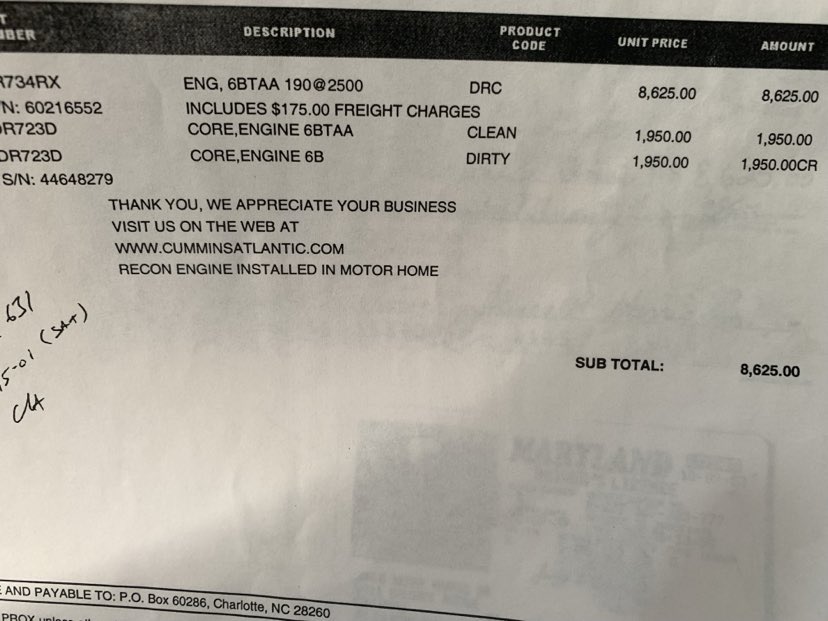 T
BER
DESCRIPTION
PRODUCT CODE
UNIT PRICE
AMOUNT
R734RX ENG, 6BTAA 190@2500 DRC 8,625.00 8,625.00
N: 60216552 INCLUDES $175.00 FREIGHT CHARGES
DR723D CORE,ENGINE 6BTAA CLEAN 1,950.00 1,950.00
DR723D CORE,ENGINE 6B DIRTY 1,950.00 1,950.00CR
S/N: 44648279
THANK YOU, WE APPRECIATE YOUR BUSINESS
VISIT US ON THE WEB AT
WWW.CUMMINSATLANTIC.COM
RECON ENGINE INSTALLED IN MOTOR HOME
631
5-01 (SAT)
SUB TOTAL: 8,625.00
MARYLAND
AND PAYABLE TO: P.O. Box 60286, Charlotte, NC 28260